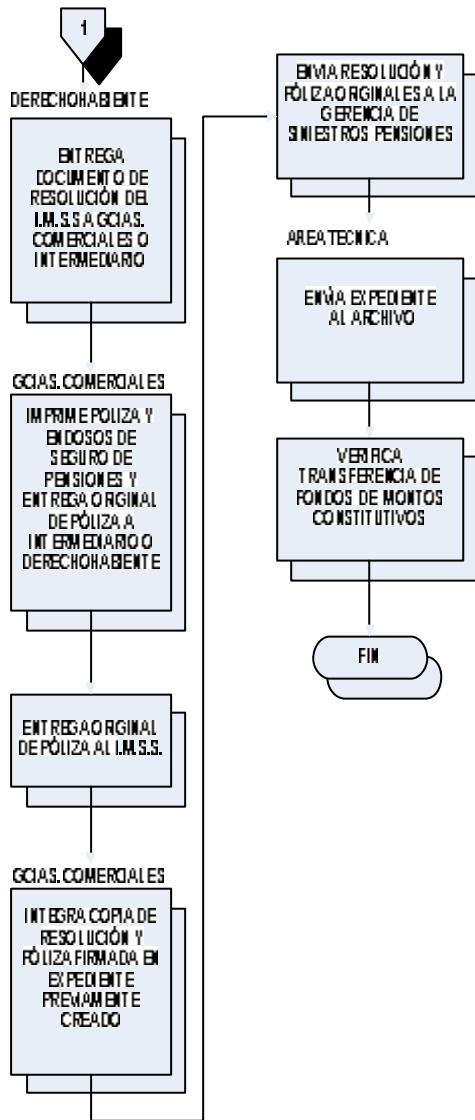 1
DERECHOHABIENTE
ENTREGA
DOCUMENTO DE
RESOLUCIÓN DEL
I.M.S.S A GCIAS.
COMERCIALES O
INTERMEDIARIO
GCIAS. COMERCIALES
IMPRIME POLIZA Y
ENDOSOS DE
SEGURO DE
PENSIONES Y
ENTREGA ORGINAL
DE PÓLIZA A
INTERMEDIARIO O
DERECHOHABIENTE
ENTREGA ORGINAL
DE PÓLIZA AL I.M.S.S.
GCIAS. COMERCIALES
INTEGRA COPIA DE
RESOLUCIÓN Y
PÓLIZA FIRMADA EN
EXPEDIENTE
PREVIAMENTE
CREADO
ENVIA RESOLUCIÓN Y
PÓLIZA ORGINALES A LA
GERENCIA DE
SINIESTROS PENSIONES
AREA TECNICA
ENVÌA EXPEDIENTE
AL ARCHIVO
VERIFICA
TRANSFERENCIA DE
FONDOS DE MONTOS
CONSTITUTIVOS
FIN